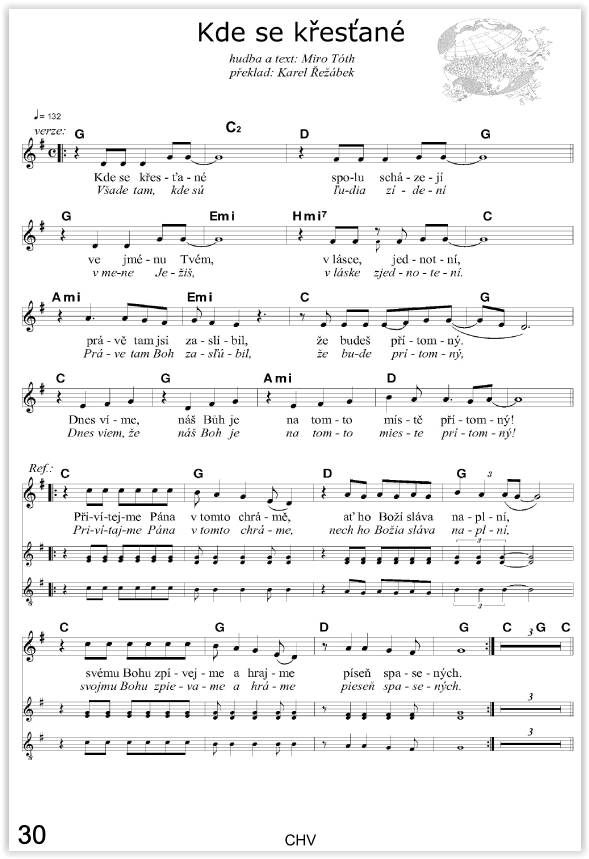 Kde se křesťané
hudba a text: Miro Tóth
překlad: Karel Řežábek
♩= 132
verze: G C2 D G
Kde se křes-ťa-né spo-lu schá-ze-jí
Všade tam, kde sú ľu-dia zí-de-ní
G Emi Hmi7 C
ve jmé-nu Tvém, v lásce, jed-not-ní,
v me-ne Je-žiš, v láske zjed-no-te-ní.
Ami Emi C G
prá-vě tam jsi za-slí-bil, že budeš pří-tom-ný.
Prá-ve tam Boh za-sľú-bil, že bu-de prí-tom-ný,
C G Ami D
Dnes ví-me, náš Bůh je na tom-to mís-tě pří-tom-ný!
Dnes viem, že náš Boh je na tom-to mies-te prí-tom-ný!
Ref.: C G D G
3
Při-ví-tej-me Pána v tomto chrá-mě, ať ho Boží sláva na-pl-ní,
Pri-ví-taj-me Pána v tomto chrá-me, nech ho Božia sláva na-pl-ní,
3
3
C G D G C G C
3
svému Bohu zpí-vej-me a hraj-me píseň spa-se-ných.
svojmu Bohu zpie-va-me a hrá-me pieseň spa-se-ných.
3
3
30
CHV